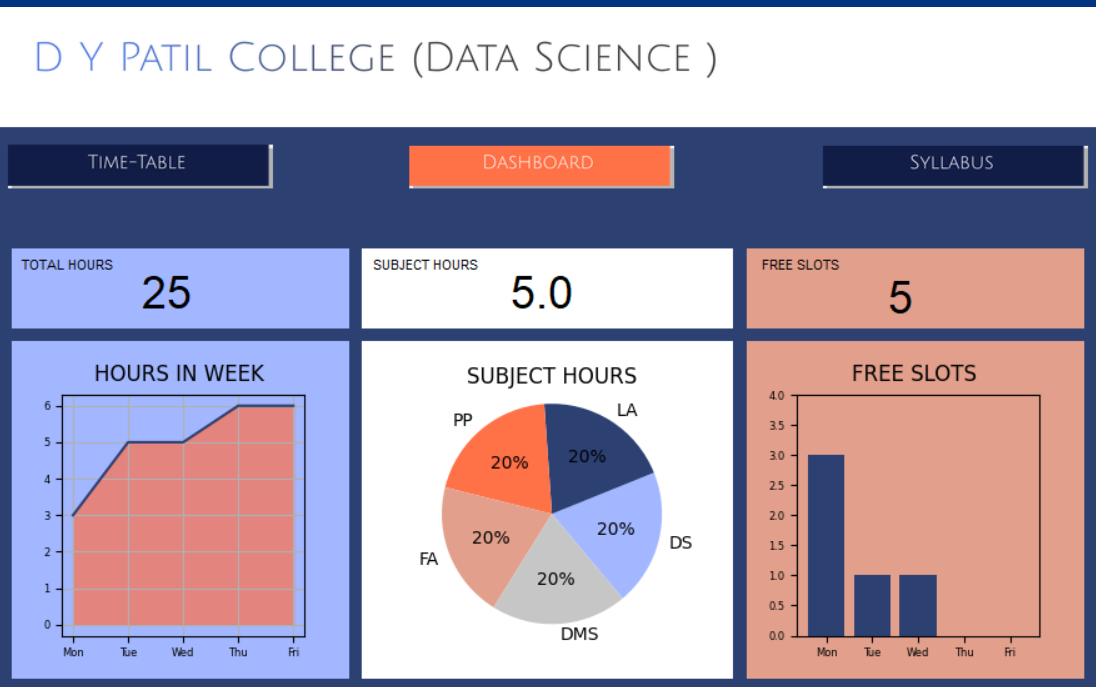 D Y PATIL COLLEGE (DATA SCIENCE )
TIME-TABLE
DASHBOARD
SYLLABUS
TOTAL HOURS
25
SUBJECT HOURS
5.0
FREE SLOTS
5
HOURS IN WEEK
6
5
4
3
2
1
0
Mon Tue Wed Thu Fri
SUBJECT HOURS
LA
PP
20% 20%
20%
DS
20%
FA
20%
DMS
FREE SLOTS
4.0
3.5
3.0
2.5
2.0
1.5
1.0
0.5
0.0
Mon Tue Wed Thu Fri